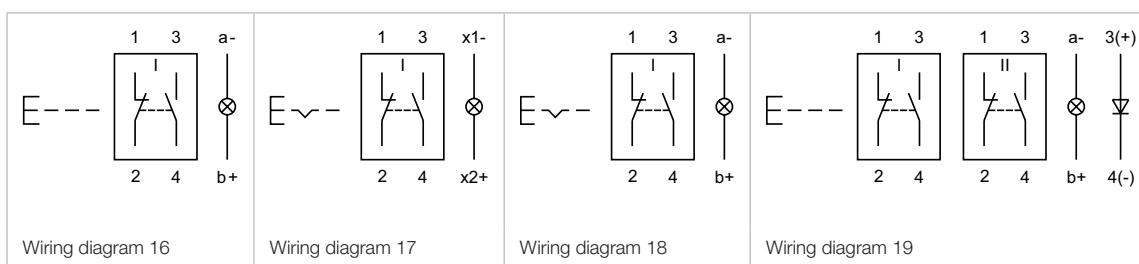 1 3 a- 1 3 x1- 1 3 a- 1 3 1 3 a- 3(+)
I I I I II
2 4 b+ 2 4 x2+ 2 4 b+ 2 4 2 4 b+ 4(-)
Wiring diagram 16 Wiring diagram 17 Wiring diagram 18 Wiring diagram 19